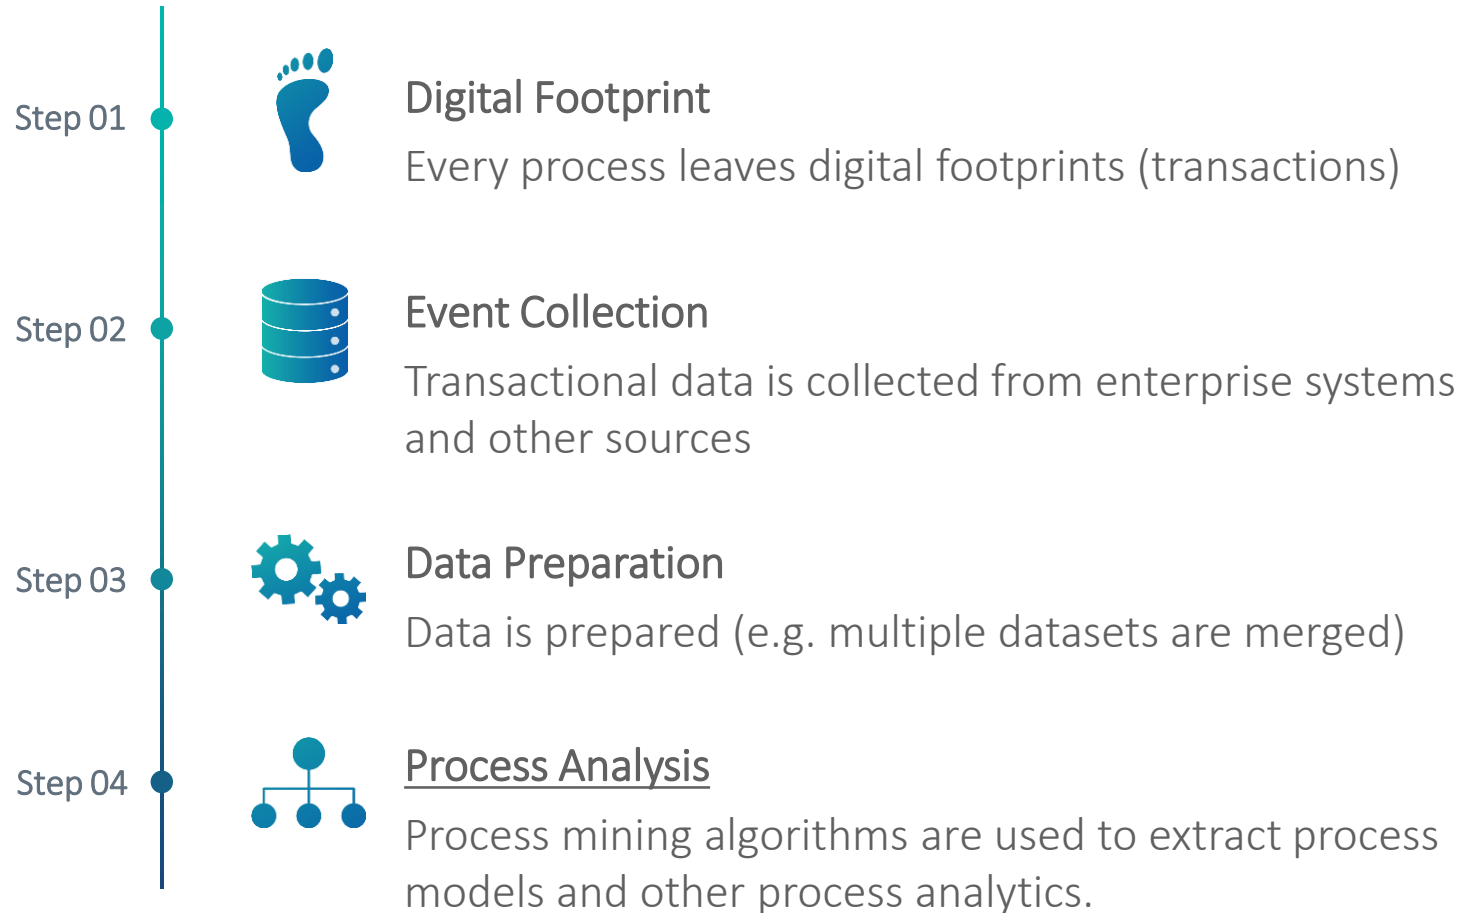 Step 01
Digital Footprint
Every process leaves digital footprints (transactions)
Step 02
Event Collection
Transactional data is collected from enterprise systems
and other sources
Step 03
Data Preparation
Data is prepared (e.g. multiple datasets are merged)
Step 04
Process Analysis
Process mining algorithms are used to extract process
models and other process analytics.